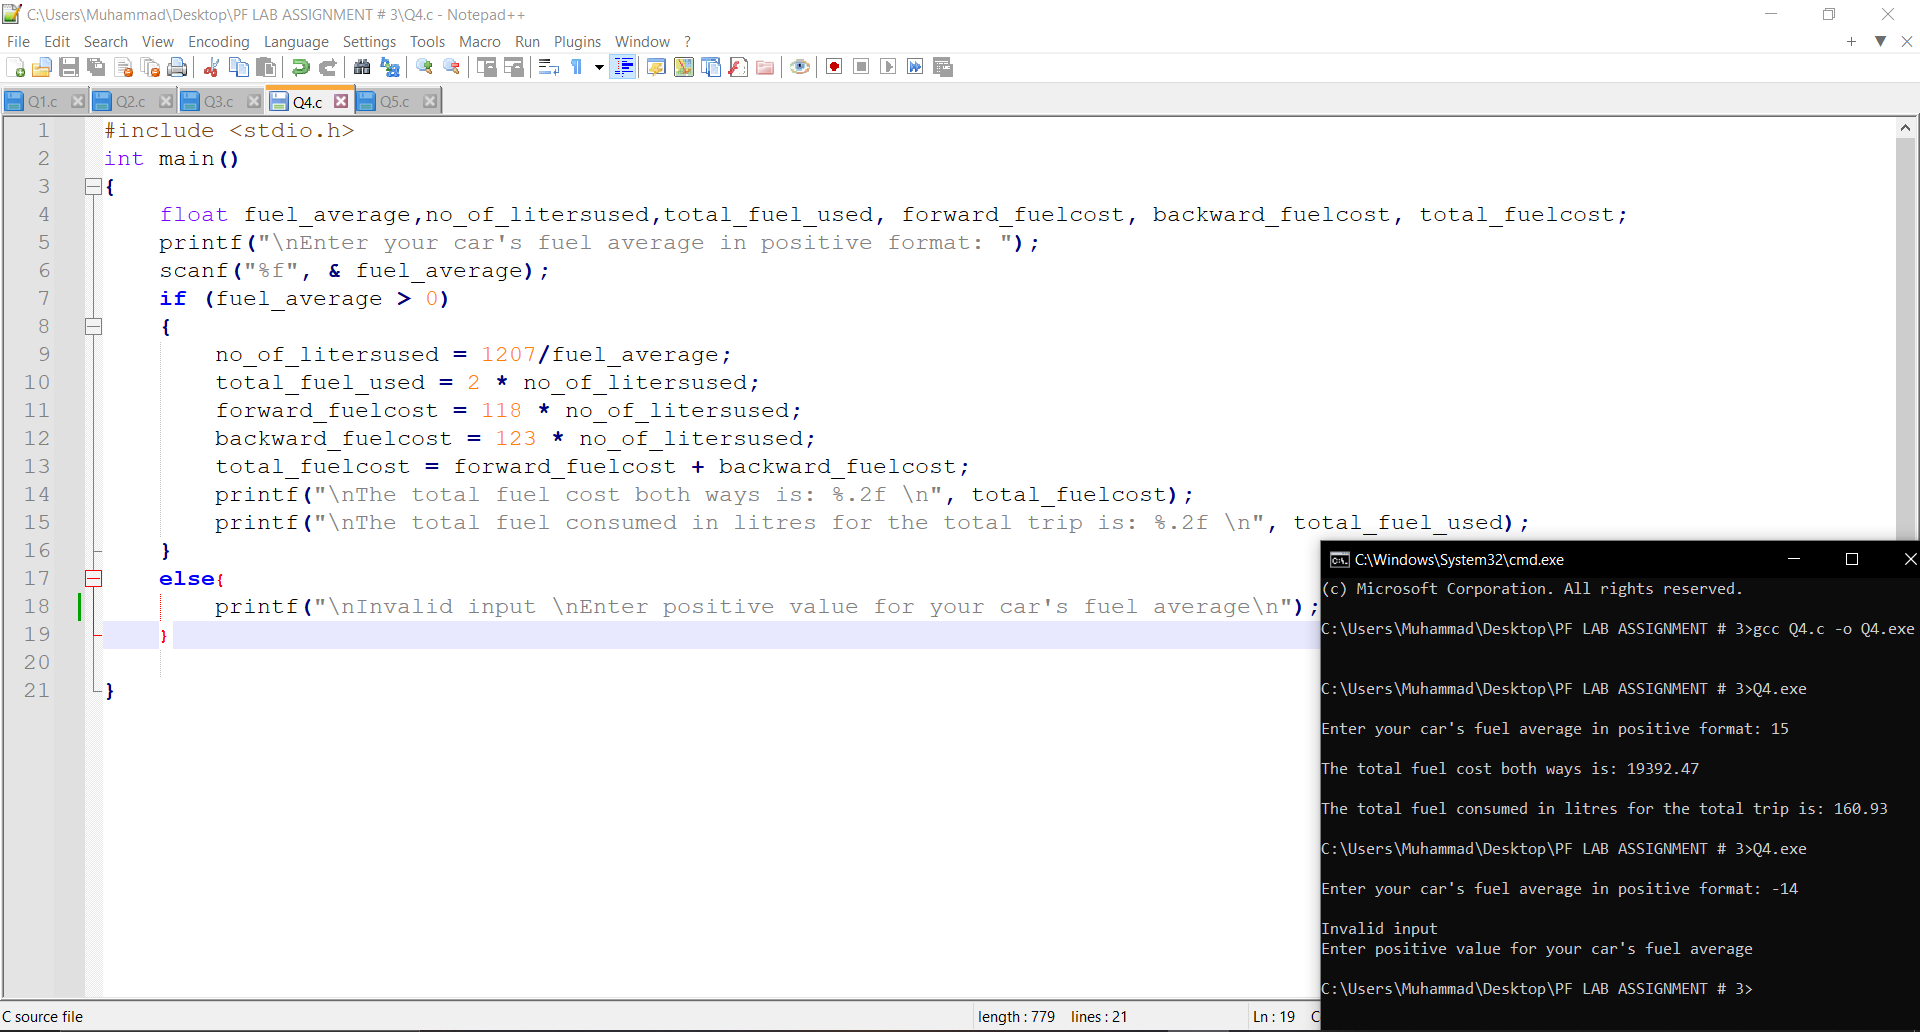 C:\Users\Muhammad\Desktop\PF LAB ASSIGNMENT # 3\Q4.c - Notepad++
File Edit Search View Encoding Language Settings Tools Macro Run Plugins Window ?
Q1.c Q2.c Q3.c Q4.c Q5.c
1 #include <stdio.h>
2 int main()
3 {
4 float fuel_average,no_of_litersused,total_fuel_used, forward_fuelcost, backward_fuelcost, total_fuelcost;
5 printf("\nEnter your car's fuel average in positive format: ");
6 scanf("%f", & fuel_average);
7 if (fuel_average > 0)
8 {
9 no_of_litersused = 1207/fuel_average;
10 total_fuel_used = 2 * no_of_litersused;
11 forward_fuelcost = 118 * no_of_litersused;
12 backward_fuelcost = 123 * no_of_litersused;
13 total_fuelcost = forward_fuelcost + backward_fuelcost;
14 printf("\nThe total fuel cost both ways is: %.2f \n", total_fuelcost);
15 printf("\nThe total fuel consumed in litres for the total trip is: %.2f \n", total_fuel_used);
16 }
17 else{
18 printf("\nInvalid input \nEnter positive value for your car's fuel average\n");
19 }
20
21 }
C:\Windows\System32\cmd.exe
(c) Microsoft Corporation. All rights reserved.
C:\Users\Muhammad\Desktop\PF LAB ASSIGNMENT # 3>gcc Q4.c -o Q4.exe
C:\Users\Muhammad\Desktop\PF LAB ASSIGNMENT # 3>Q4.exe
Enter your car's fuel average in positive format: 15
The total fuel cost both ways is: 19392.47
The total fuel consumed in litres for the total trip is: 160.93
C:\Users\Muhammad\Desktop\PF LAB ASSIGNMENT # 3>Q4.exe
Enter your car's fuel average in positive format: -14
Invalid input
Enter positive value for your car's fuel average
C:\Users\Muhammad\Desktop\PF LAB ASSIGNMENT # 3>
C source file length : 779 lines : 21 Ln : 19 C